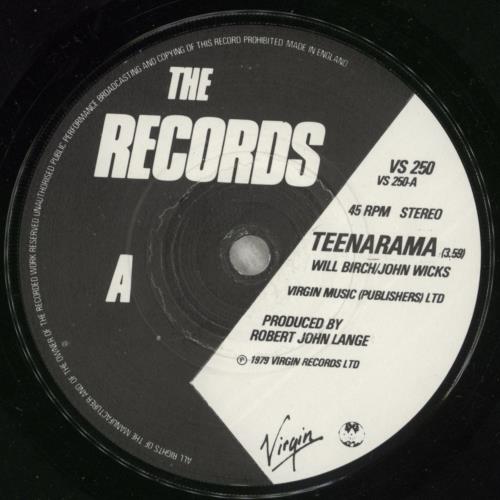 ALL RIGHTS OF THE MANUFACTURER AND OF THE OWNER OF THE RECORDED WORK RESERVED UNAUTHORISED PUBLIC PERFORMANCE BROADCASTING AND COPYING OF THIS RECORD PROHIBITED MADE IN ENGLAND
THE
RECORDS
A
VS 250
VS 250-A
45 RPM STEREO
TEENARAMA (3.59)
WILL BIRCH/JOHN WICKS
VIRGIN MUSIC (PUBLISHERS) LTD
PRODUCED BY
ROBERT JOHN LANGE
℗ 1979 VIRGIN RECORDS LTD
Virgin